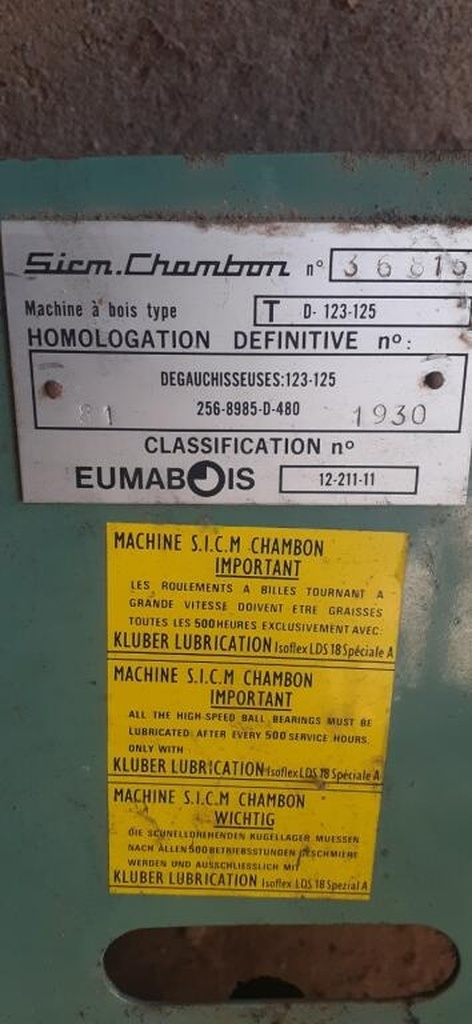 Sicm.Chambon n° 36815
Machine à bois type T D- 123-125
HOMOLOGATION DEFINITIVE n°:
DEGAUCHISSEUSES:123-125
81 256-8985-D-480 1930
CLASSIFICATION n°
EUMABOIS 12-211-11
MACHINE S.I.C.M CHAMBON
IMPORTANT
LES ROULEMENTS A BILLES TOURNANT A
GRANDE VITESSE DOIVENT ETRE GRAISSES
TOUTES LES 500 HEURES EXCLUSIVEMENT AVEC:
KLUBER LUBRICATION Isoflex LDS 18 Spéciale A
MACHINE S.I.C.M CHAMBON
IMPORTANT
ALL THE HIGH-SPEED BALL BEARINGS MUST BE
LUBRICATED AFTER EVERY 500 SERVICE HOURS.
ONLY WITH
KLUBER LUBRICATION Isoflex LDS 18 Spéciale A
MACHINE S.I.C.M CHAMBON
WICHTIG
DIE SCHNELLDREHENDEN KUGELLAGER MUESSEN
NACH ALLEN 500 BETRIEBSSTUNDEN GESCHMIERE
WERDEN UND AUSSCHLIESSLICH MIT
KLUBER LUBRICATION Isoflex LDS 18 Spezial A